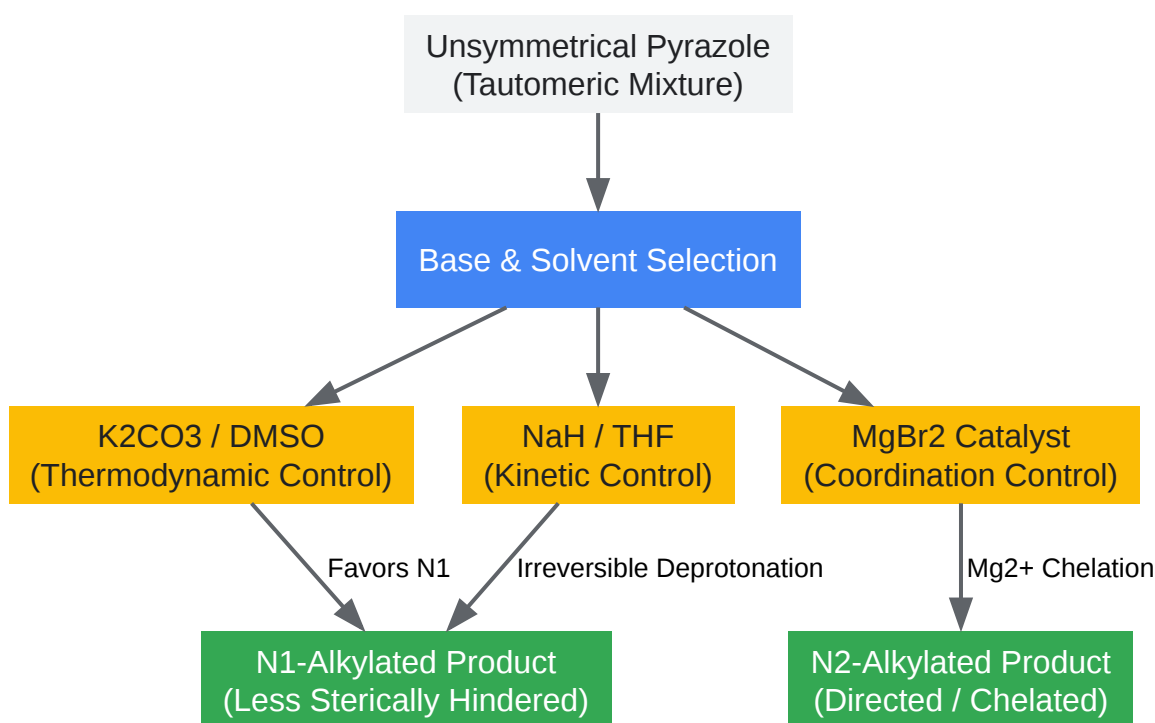 Unsymmetrical Pyrazole
(Tautomeric Mixture)
Base & Solvent Selection
K2CO3 / DMSO
(Thermodynamic Control)
NaH / THF
(Kinetic Control)
MgBr2 Catalyst
(Coordination Control)
Favors N1
Irreversible Deprotonation
Mg2+ Chelation
N1-Alkylated Product
(Less Sterically Hindered)
N2-Alkylated Product
(Directed / Chelated)